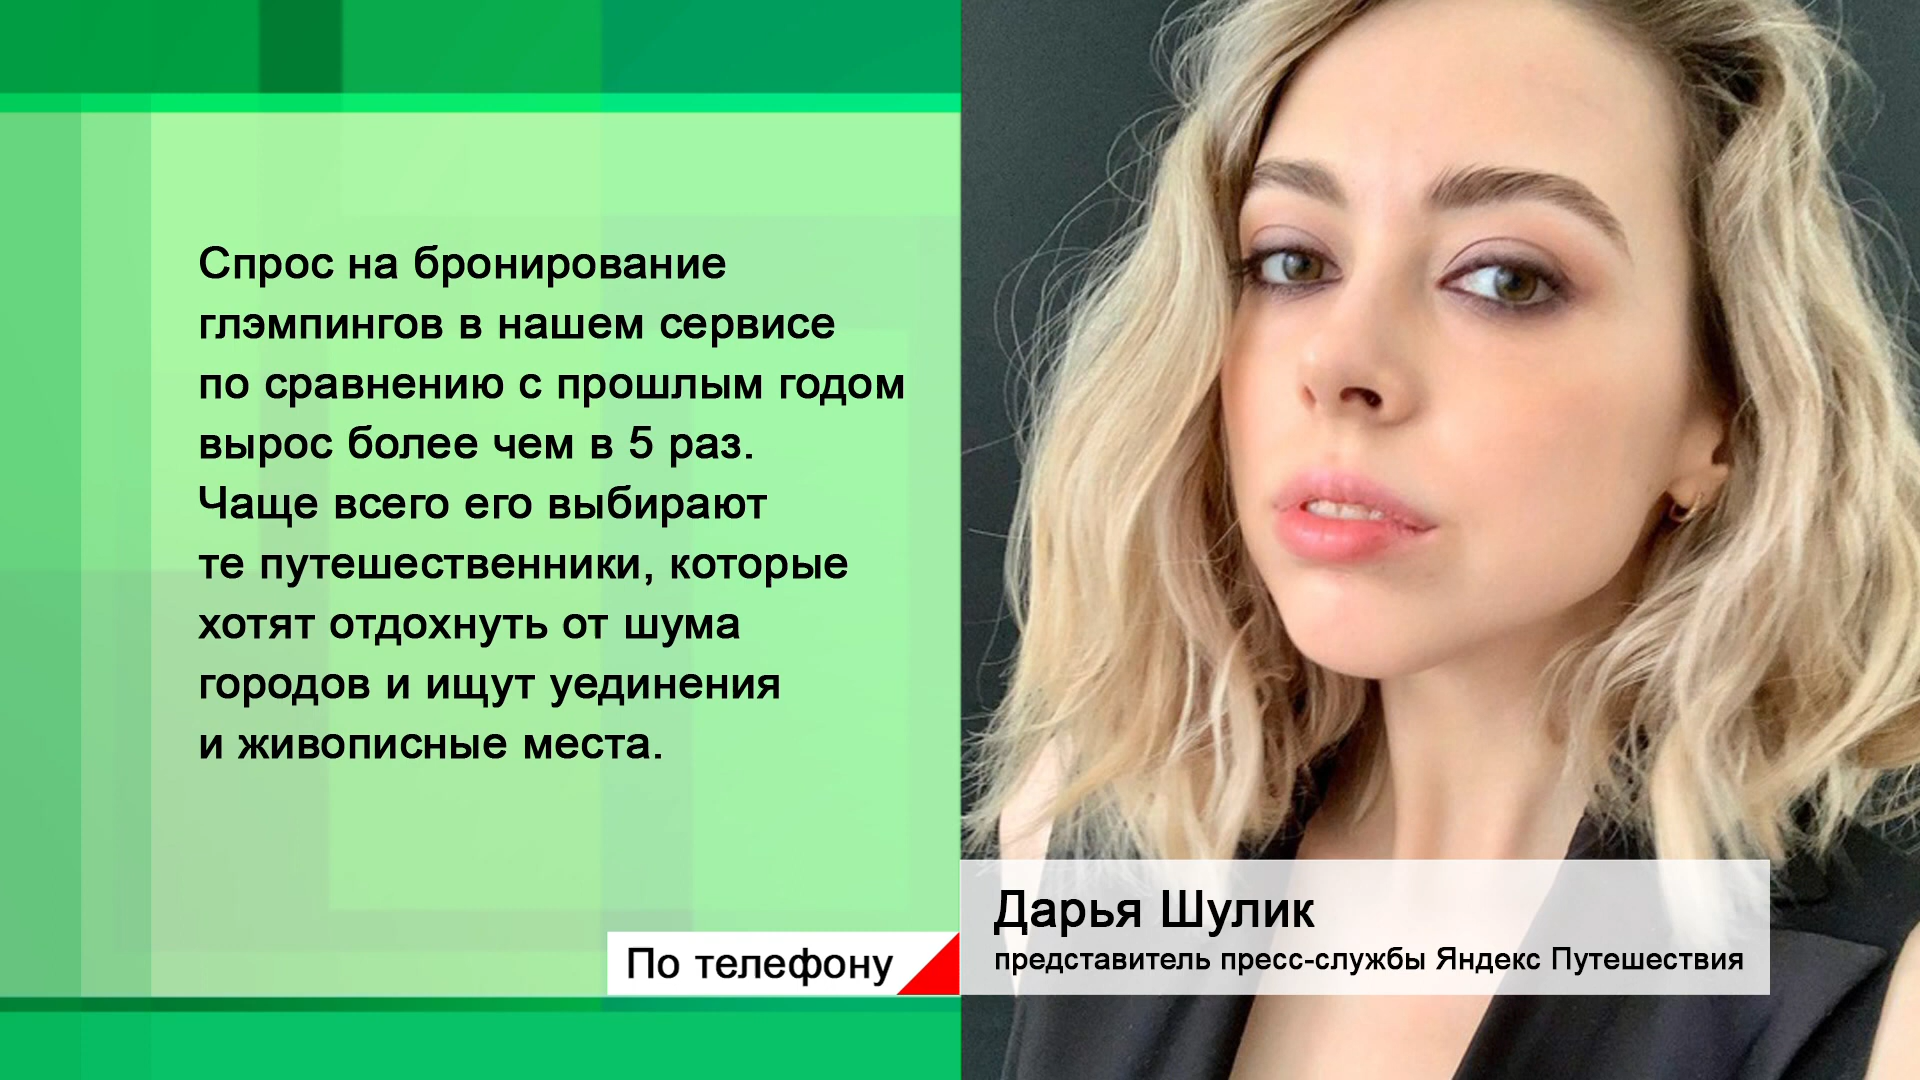 Спрос на бронирование
глэмпингов в нашем сервисе
по сравнению с прошлым годом
вырос более чем в 5 раз.
Чаще всего его выбирают
те путешественники, которые
хотят отдохнуть от шума
городов и ищут уединения
и живописные места.
По телефону
Дарья Шулик
представитель пресс-службы Яндекс Путешествия